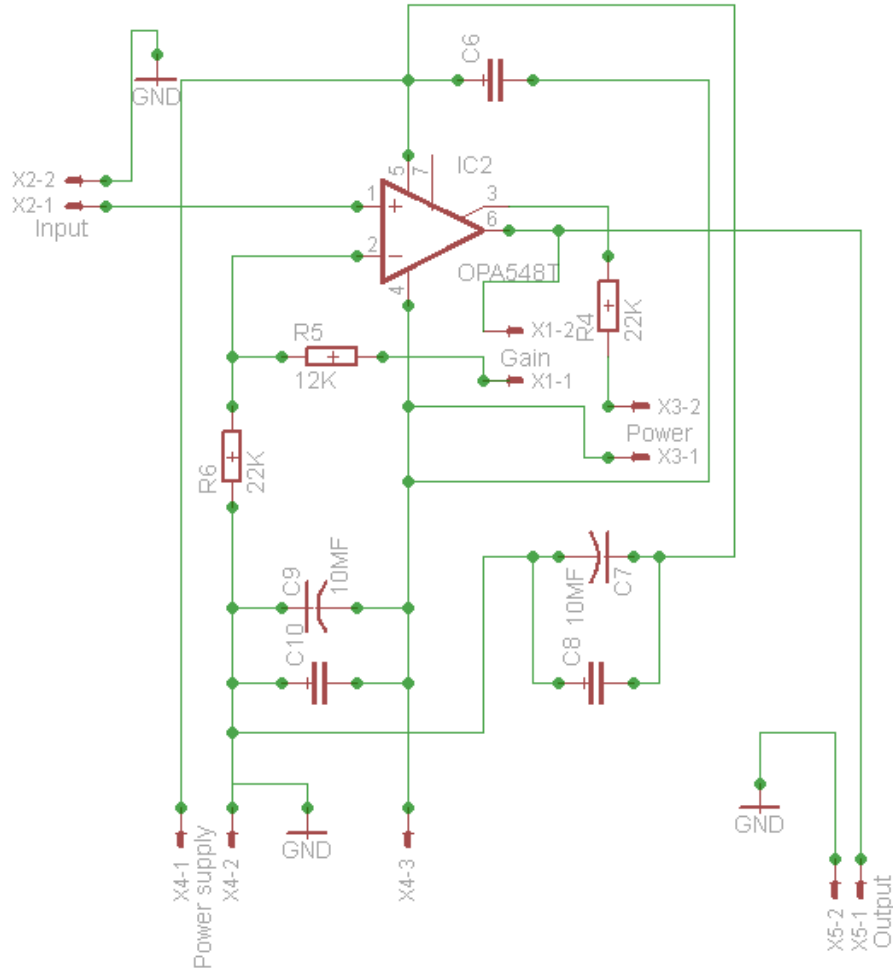 C6
GND
5
7
IC2
X2-2
1
+
3
X2-1
6
Input
2
−
OPA548T
4
R4
22K
R5
X1-2
12K
Gain
X1-1
X3-2
Power
R6
22K
X3-1
C9
10MF
10MF
C7
C10
C8
GND
GND
X4-1
Power supply
X4-2
X4-3
X5-2
X5-1
Output